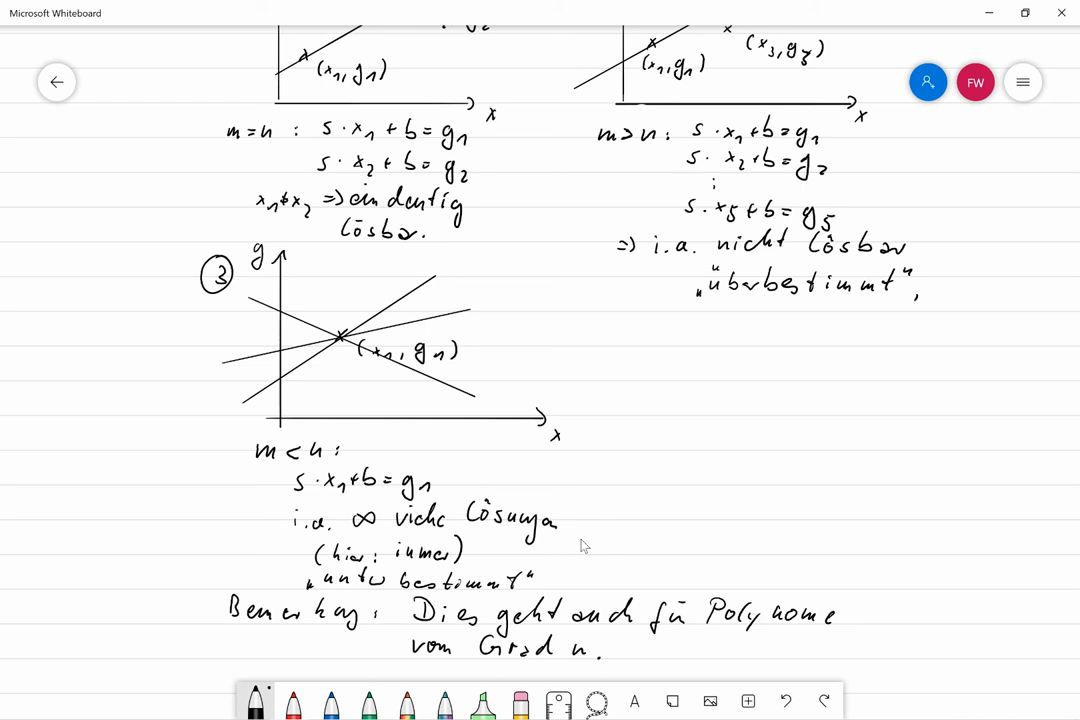 Microsoft Whiteboard
(x₁, y₁)
x
m = n : s · x₁ + b = y₁
s · x₂ + b = y₂
x₁ ≠ x₂ ⇒ eindeutig
lösbar.
(x₁, y₁)
(x₃, y₃)
x
m > n : s · x₁ + b = y₁
s · x₂ + b = y₂
⋮
s · x₅ + b = y₅
⇒ i.a. nicht lösbar
„überbestimmt",
FW
③
y
(x₁, y₁)
x
m < n :
s · x₁ + b = y₁
i.a. ∞ viele Lösungen
(hier: immer)
„unterbestimmt"
Bemerkung: Dies geht auch für Polynome
vom Grad n.
A